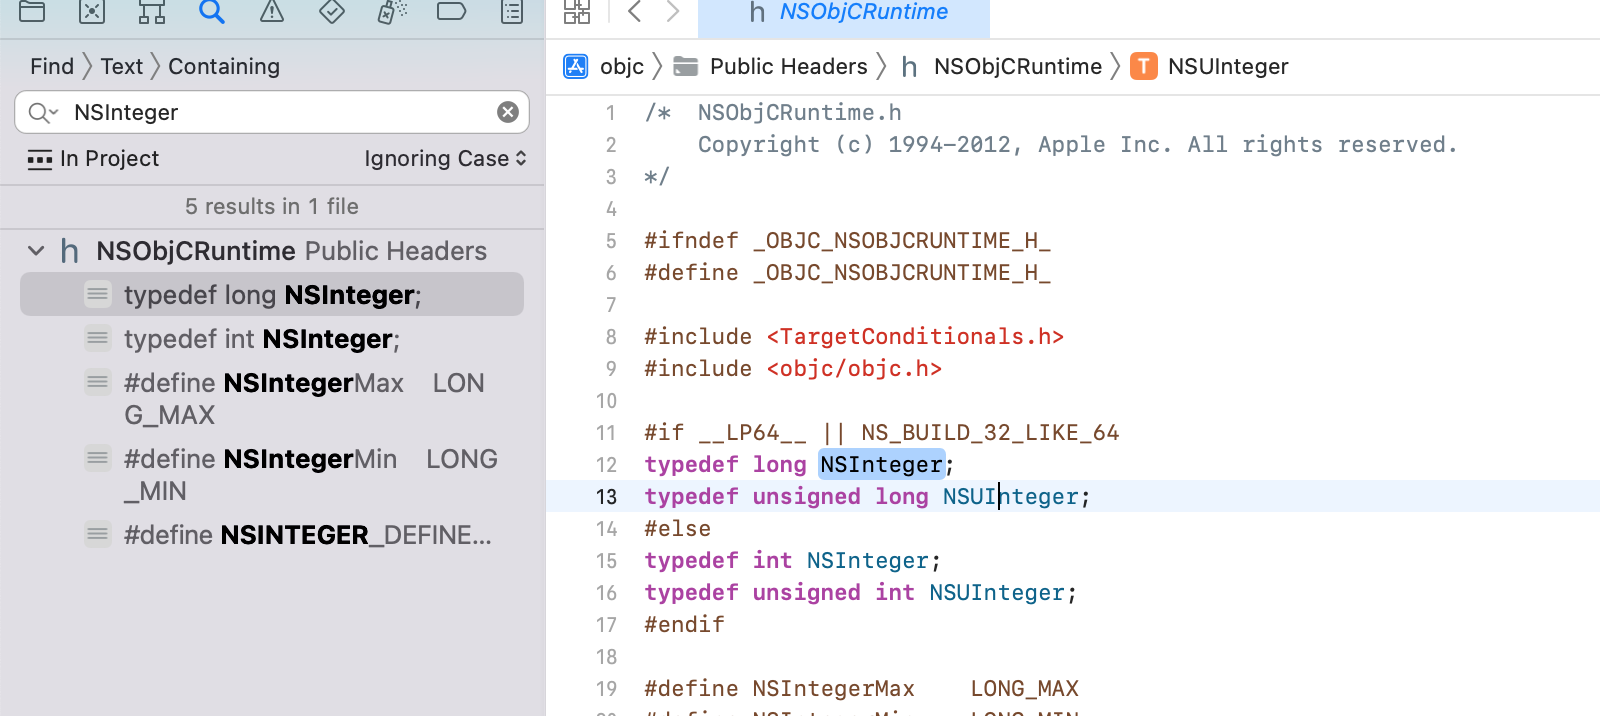 Find Text Containing
NSInteger
In Project Ignoring Case
5 results in 1 file
NSObjCRuntime Public Headers
typedef long NSInteger;
typedef int NSInteger;
#define NSIntegerMax LON
G_MAX
#define NSIntegerMin LONG
_MIN
#define NSINTEGER_DEFINE...
h NSObjCRuntime
objc Public Headers h NSObjCRuntime T NSUInteger
1 /* NSObjCRuntime.h
2 Copyright (c) 1994-2012, Apple Inc. All rights reserved.
3 */
4
5 #ifndef _OBJC_NSOBJCRUNTIME_H_
6 #define _OBJC_NSOBJCRUNTIME_H_
7
8 #include <TargetConditionals.h>
9 #include <objc/objc.h>
10
11 #if __LP64__ || NS_BUILD_32_LIKE_64
12 typedef long NSInteger;
13 typedef unsigned long NSUInteger;
14 #else
15 typedef int NSInteger;
16 typedef unsigned int NSUInteger;
17 #endif
18
19 #define NSIntegerMax LONG_MAX